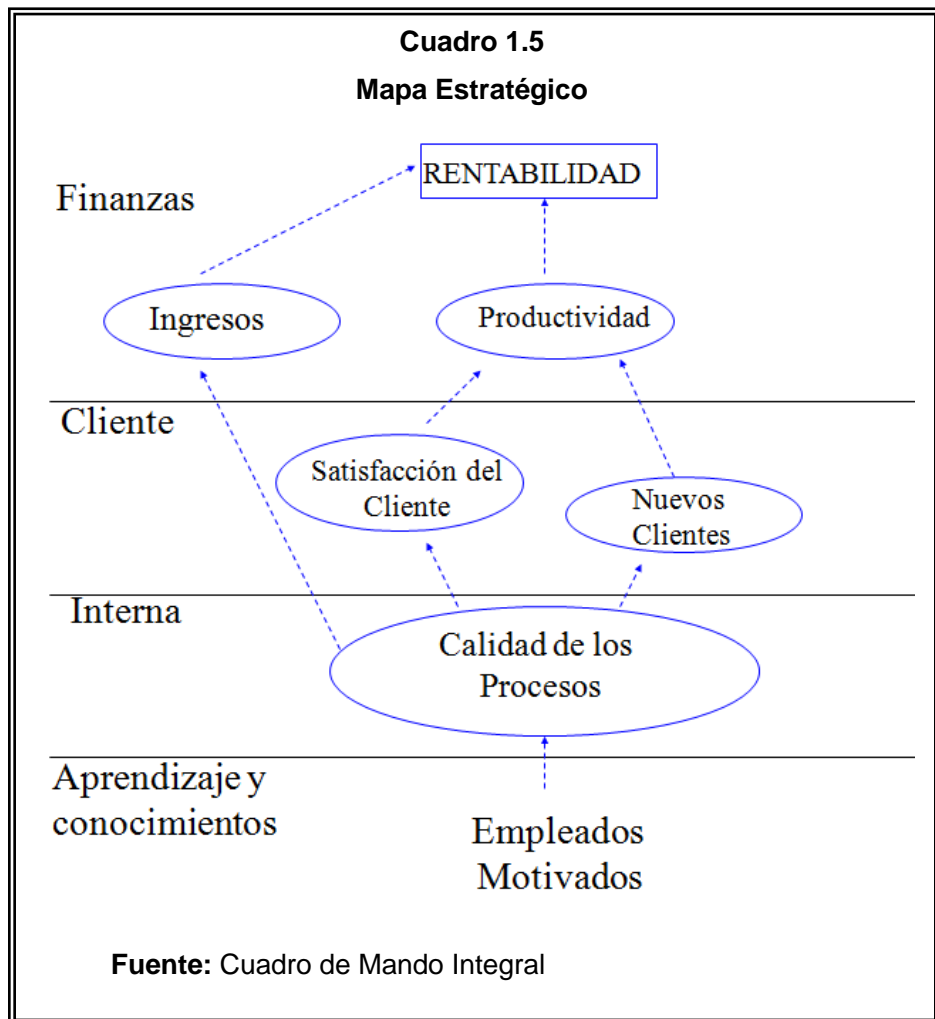 Cuadro 1.5
Mapa Estratégico
RENTABILIDAD
Finanzas
Ingresos
Productividad
Cliente
Satisfacción del
Cliente
Nuevos
Clientes
Interna
Calidad de los
Procesos
Aprendizaje y
conocimientos
Empleados
Motivados
Fuente: Cuadro de Mando Integral